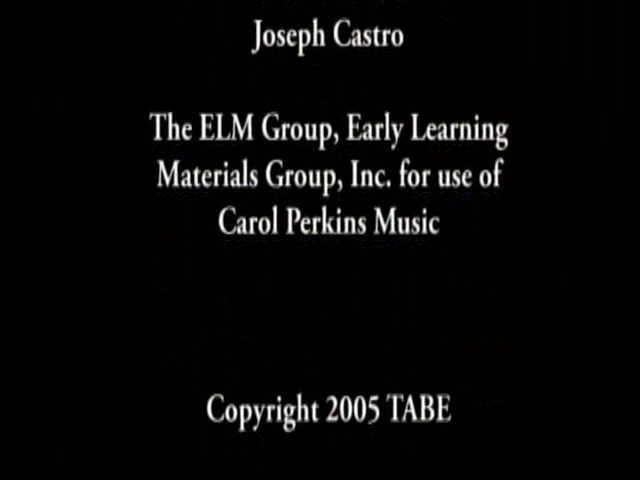 Joseph Castro
The ELM Group, Early Learning
Materials Group, Inc. for use of
Carol Perkins Music
Copyright 2005 TABE